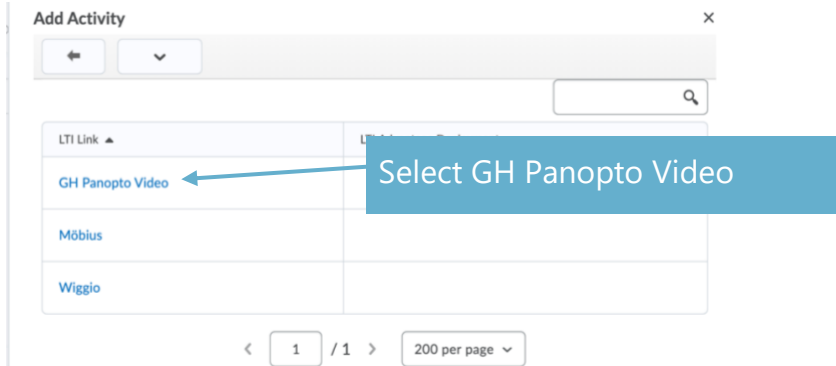 Add Activity
LTI Link
GH Panopto Video
Select GH Panopto Video
Möbius
Wiggio
1 / 1
200 per page